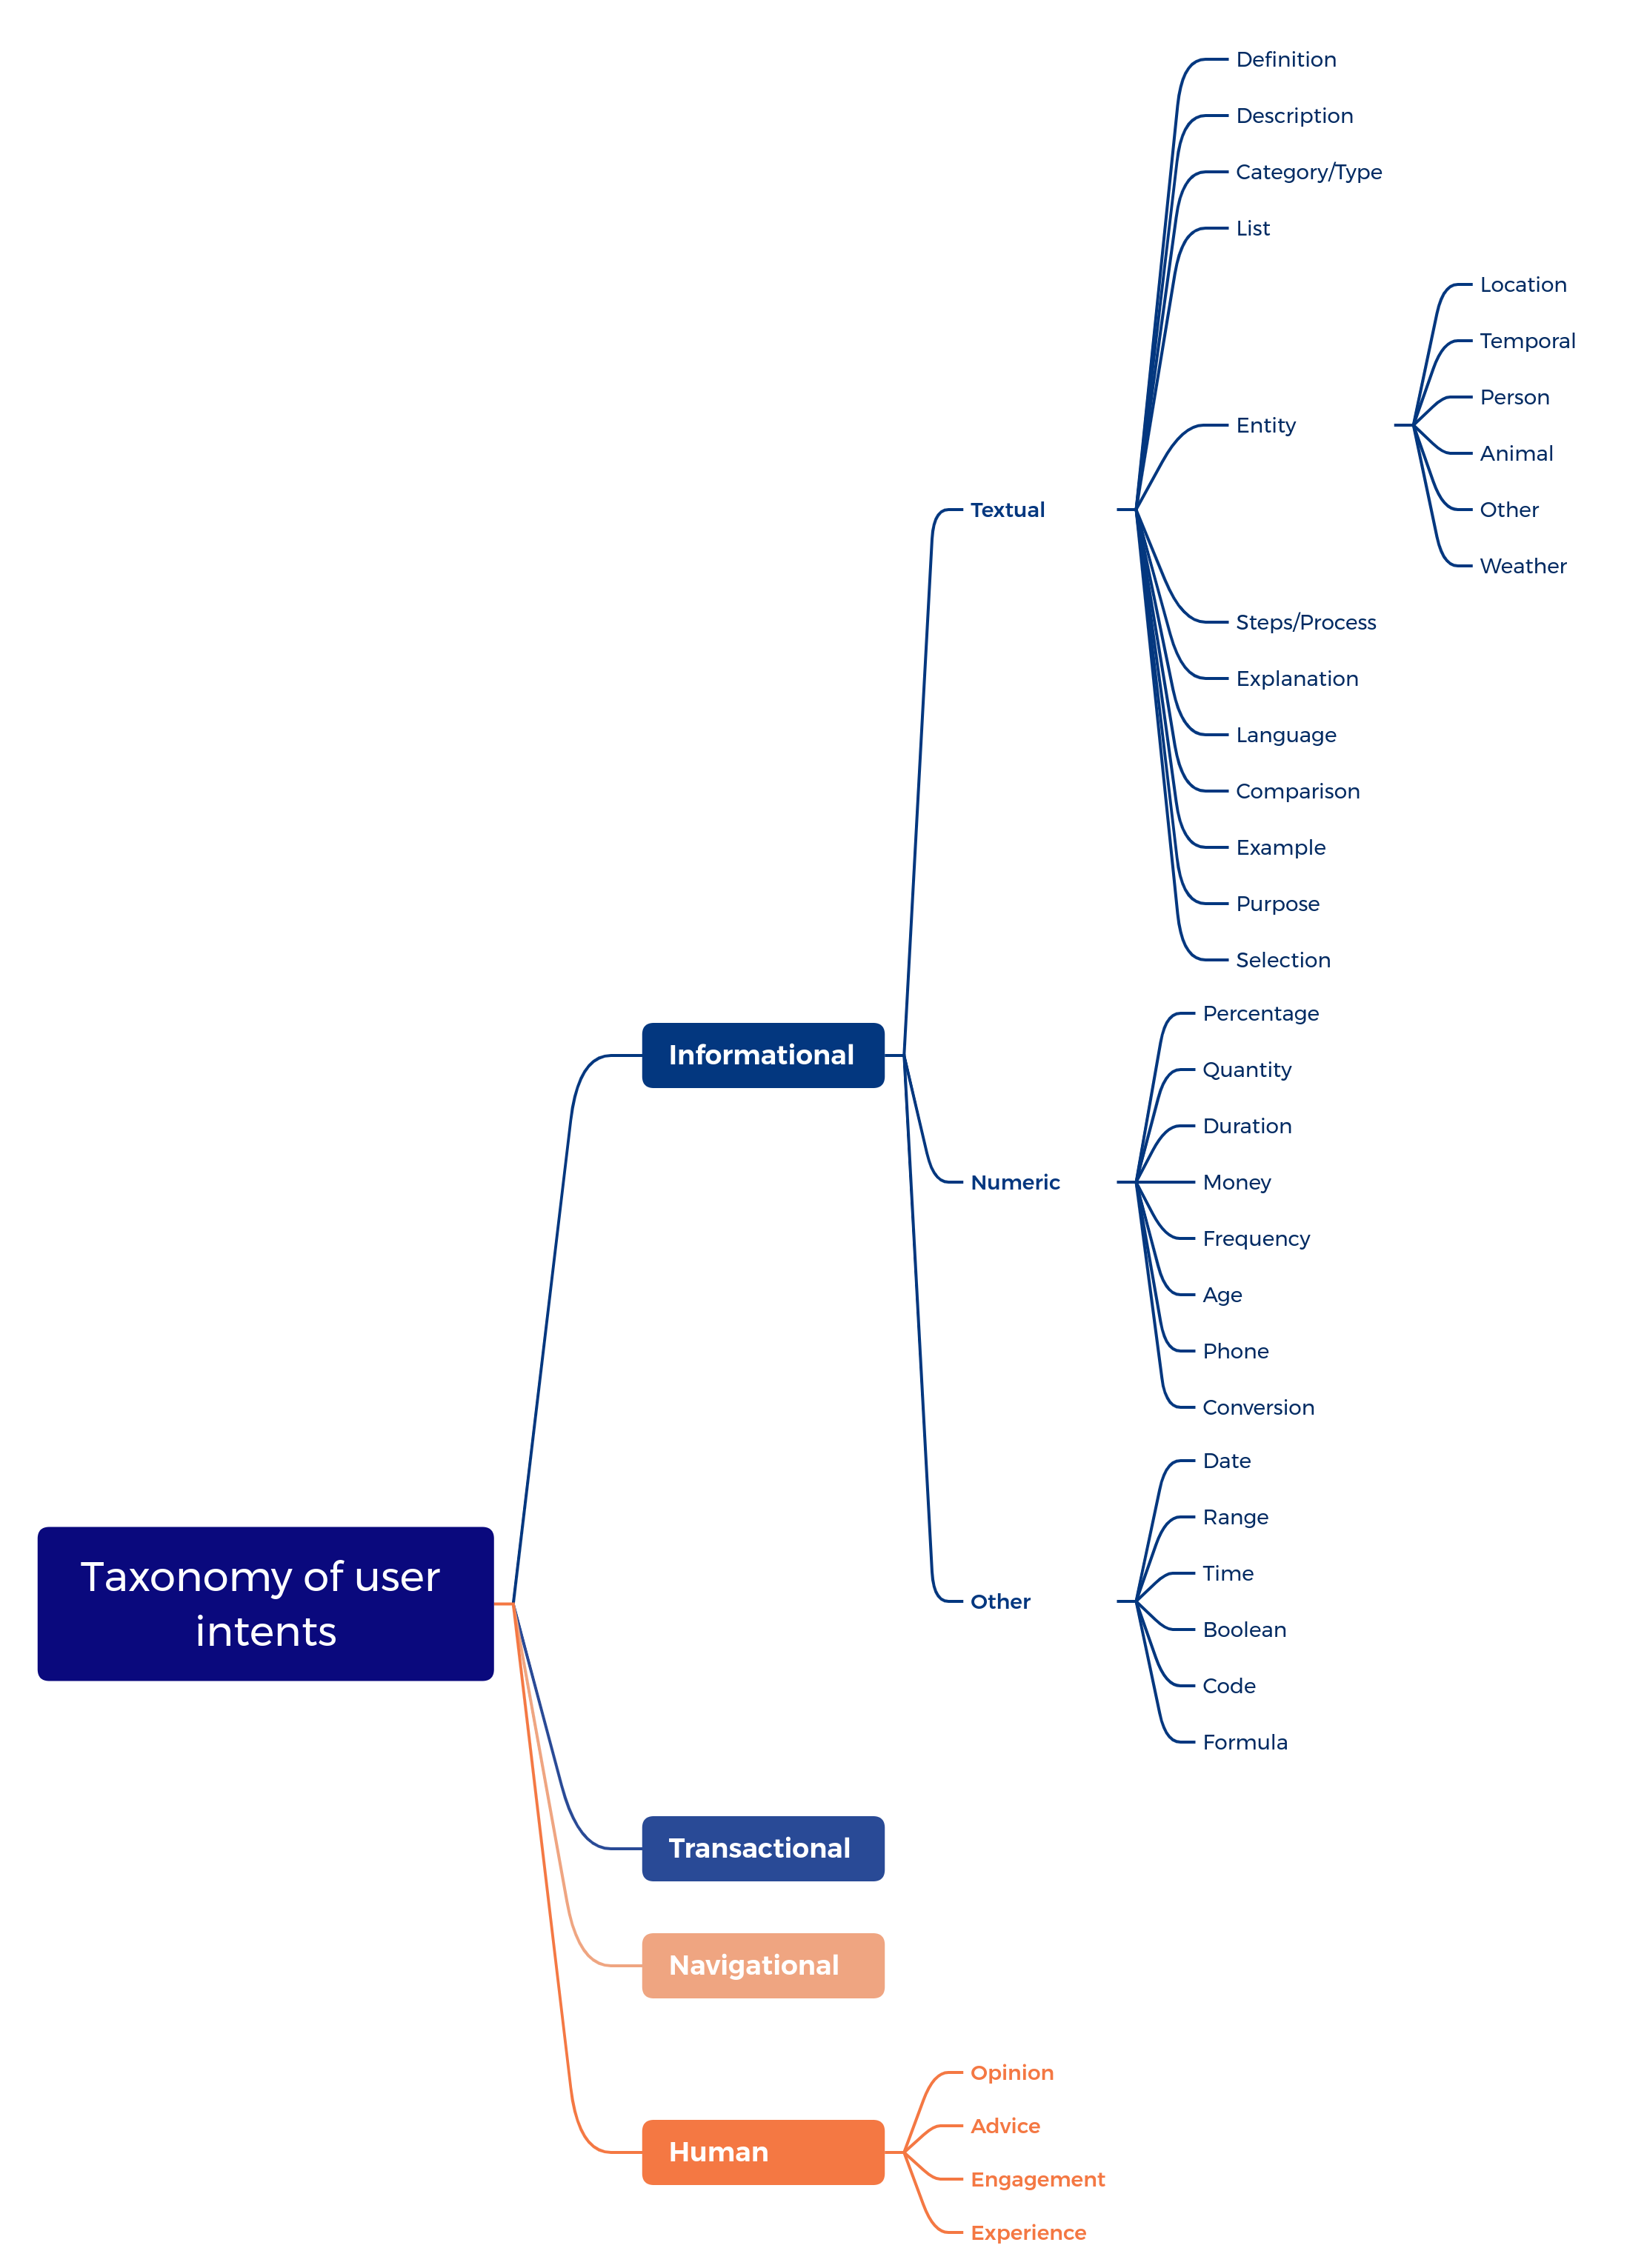 Taxonomy of user
intents
Informational
Textual
Definition
Description
Category/Type
List
Entity
Location
Temporal
Person
Animal
Other
Weather
Steps/Process
Explanation
Language
Comparison
Example
Purpose
Selection
Numeric
Percentage
Quantity
Duration
Money
Frequency
Age
Phone
Conversion
Other
Date
Range
Time
Boolean
Code
Formula
Transactional
Navigational
Human
Opinion
Advice
Engagement
Experience